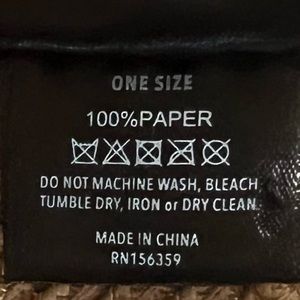 ONE SIZE
100%PAPER
DO NOT MACHINE WASH, BLEACH
TUMBLE DRY, IRON or DRY CLEAN
MADE IN CHINA
RN156359